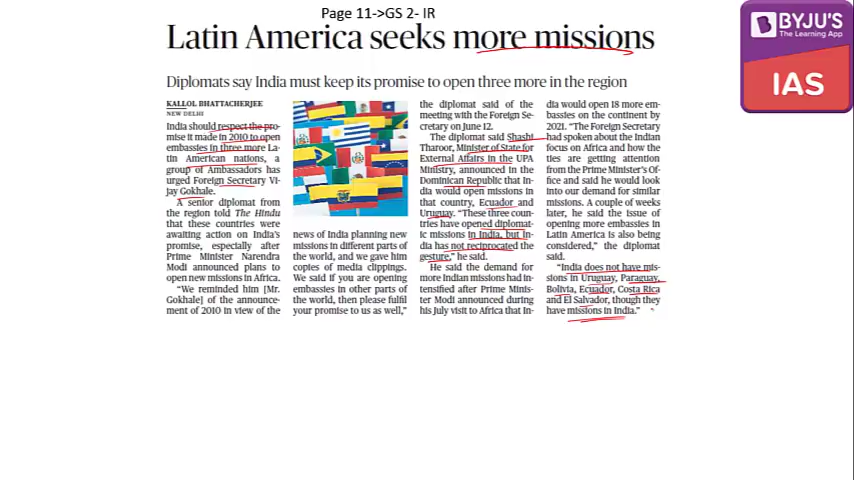 Page 11->GS 2- IR
Latin America seeks more missions
Diplomats say India must keep its promise to open three more in the region
KALLOL BHATTACHERJEE
NEW DELHI
India should respect the pro-
mise it made in 2010 to open
embassies in three more La-
tin American nations, a
group of Ambassadors has
urged Foreign Secretary Vi-
jay Gokhale.
A senior diplomat from
the region told The Hindu
that these countries were
awaiting action on India's
promise, especially after
Prime Minister Narendra
Modi announced plans to
open new missions in Africa.
"We reminded him [Mr.
Gokhale] of the announce-
ment of 2010 in view of the
news of India planning new
missions in different parts of
the world, and we gave him
copies of media clippings.
We said if you are opening
embassies in other parts of
the world, then please fulfil
your promise to us as well,"
the diplomat said of the
meeting with the Foreign Se-
cretary on June 12.
The diplomat said Shashi
Tharoor, Minister of State for
External Affairs in the UPA
Ministry, announced in the
Dominican Republic that In-
dia would open missions in
that country, Ecuador and
Uruguay. "These three coun-
tries have opened diplomat-
ic missions in India, but In-
dia has not reciprocated the
gesture," he said.
He said the demand for
more Indian missions had in-
tensified after Prime Minis-
ter Modi announced during
his July visit to Africa that In-
dia would open 18 more em-
bassies on the continent by
2021. "The Foreign Secretary
had spoken about the Indian
focus on Africa and how the
ties are getting attention
from the Prime Minister's Of-
fice and said he would look
into our demand for similar
missions. A couple of weeks
later, he said the issue of
opening more embassies in
Latin America is also being
considered," the diplomat
said.
"India does not have mis-
sions in Uruguay, Paraguay,
Bolivia, Ecuador, Costa Rica
and El Salvador, though they
have missions in India."
BYJU'S
The Learning App
IAS